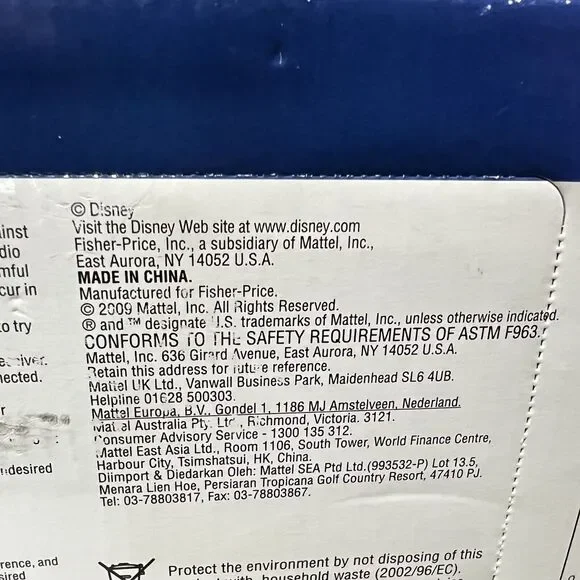 © Disney
Visit the Disney Web site at www.disney.com
Fisher-Price, Inc., a subsidiary of Mattel, Inc.,
East Aurora, NY 14052 U.S.A.
MADE IN CHINA.
Manufactured for Fisher-Price.
© 2009 Mattel, Inc. All Rights Reserved.
® and ™ designate U.S. trademarks of Mattel, Inc., unless otherwise indicated.
CONFORMS TO THE SAFETY REQUIREMENTS OF ASTM F963.
Mattel, Inc. 636 Girard Avenue, East Aurora, NY 14052 U.S.A.
Retain this address for future reference.
Mattel UK Ltd., Vanwall Business Park, Maidenhead SL6 4UB.
Helpline 01628 500303.
Mattel Europa, B.V., Gondel 1, 1186 MJ Amstelveen, Nederland.
Mattel Australia Pty. Ltd., Richmond, Victoria. 3121.
Consumer Advisory Service - 1300 135 312.
Mattel East Asia Ltd., Room 1106, South Tower, World Finance Centre,
Harbour City, Tsimshatsui, HK, China.
Diimport & Diedarkan Oleh: Mattel SEA Ptd Ltd.(993532-P) Lot 13.5,
Menara Lien Hoe, Persiaran Tropicana Golf Country Resort, 47410 PJ.
Tel: 03-78803817, Fax: 03-78803867.
Protect the environment by not disposing of this
with household waste (2002/96/EC).
to try
cur in
rence, and